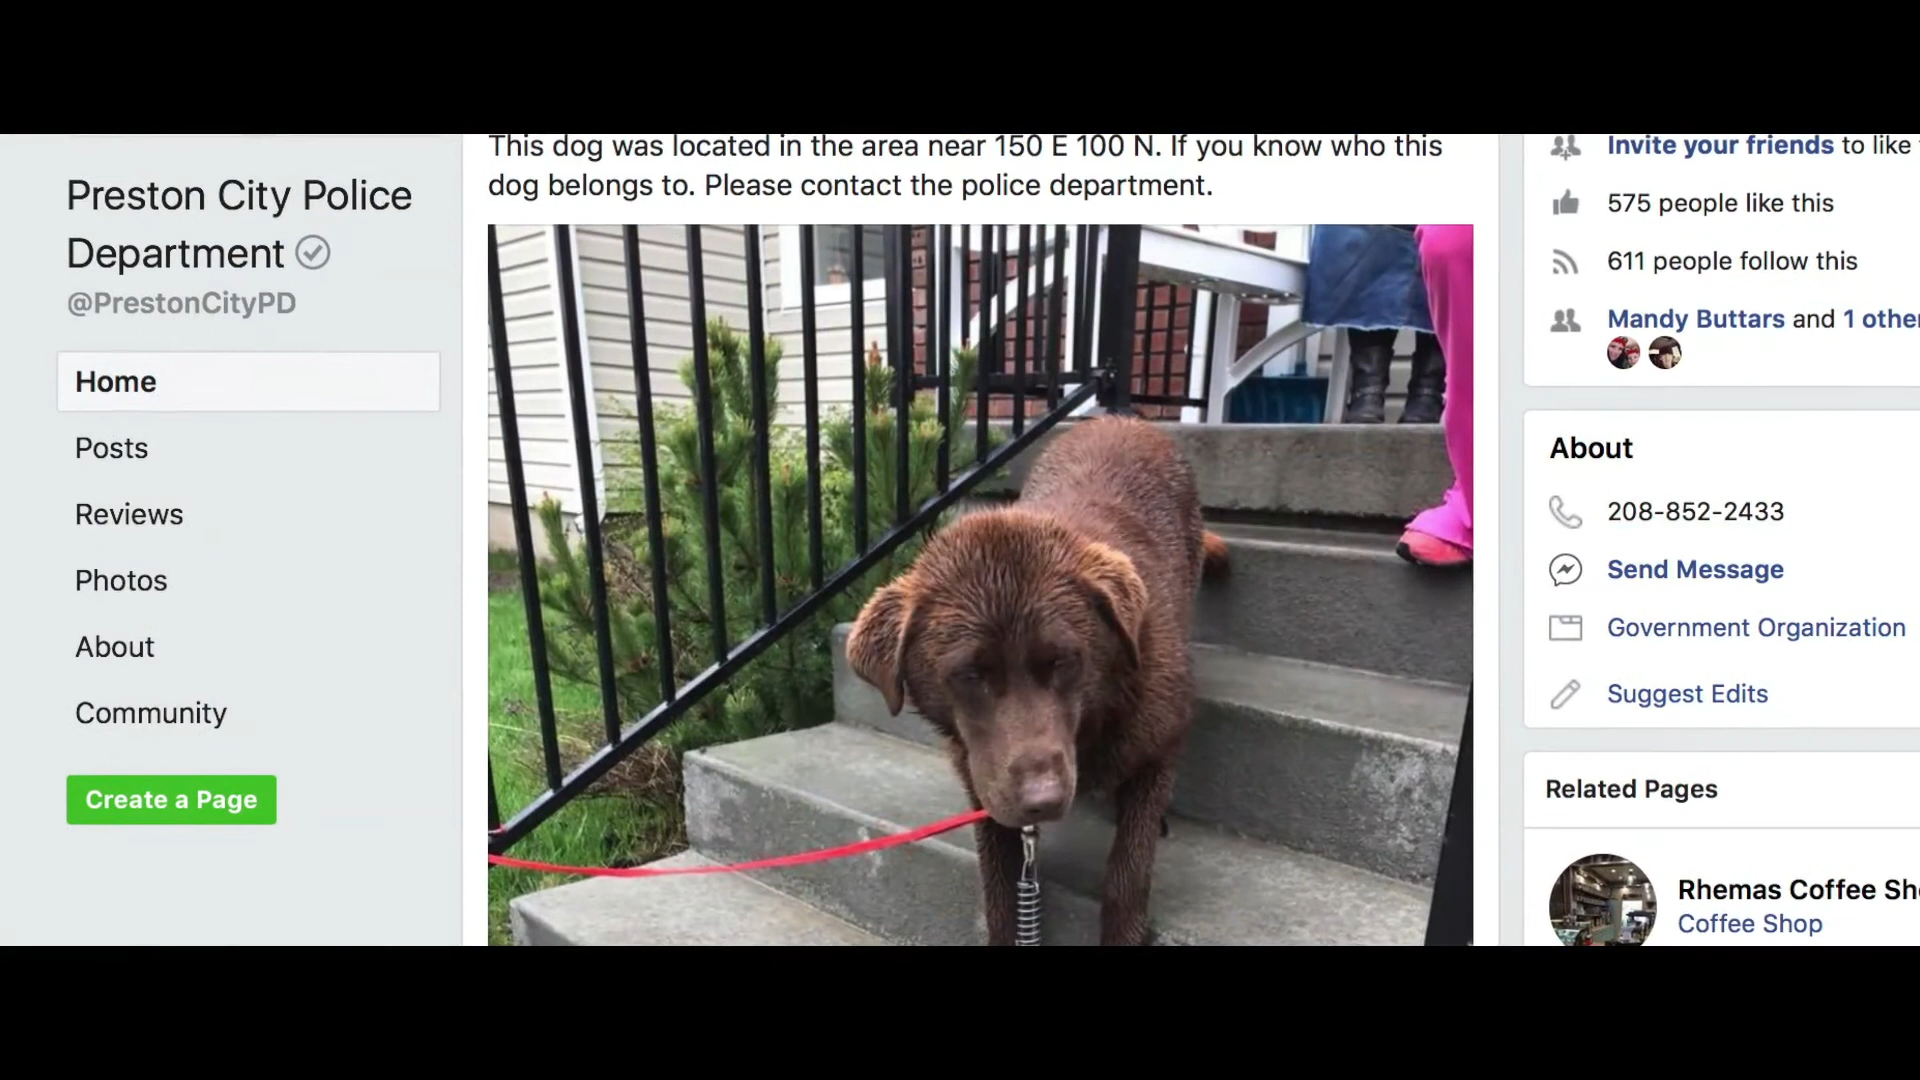 Preston City Police
Department
@PrestonCityPD
Home
Posts
Reviews
Photos
About
Community
Create a Page
This dog was located in the area near 150 E 100 N. If you know who this
dog belongs to. Please contact the police department.
Invite your friends to like
575 people like this
611 people follow this
Mandy Buttars and 1 other
About
208-852-2433
Send Message
Government Organization
Suggest Edits
Related Pages
Rhemas Coffee Sh
Coffee Shop